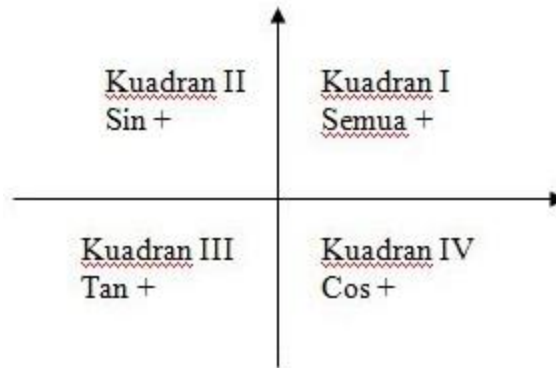 Kuadran II
Sin +
Kuadran I
Semua +
Kuadran III
Tan +
Kuadran IV
Cos +